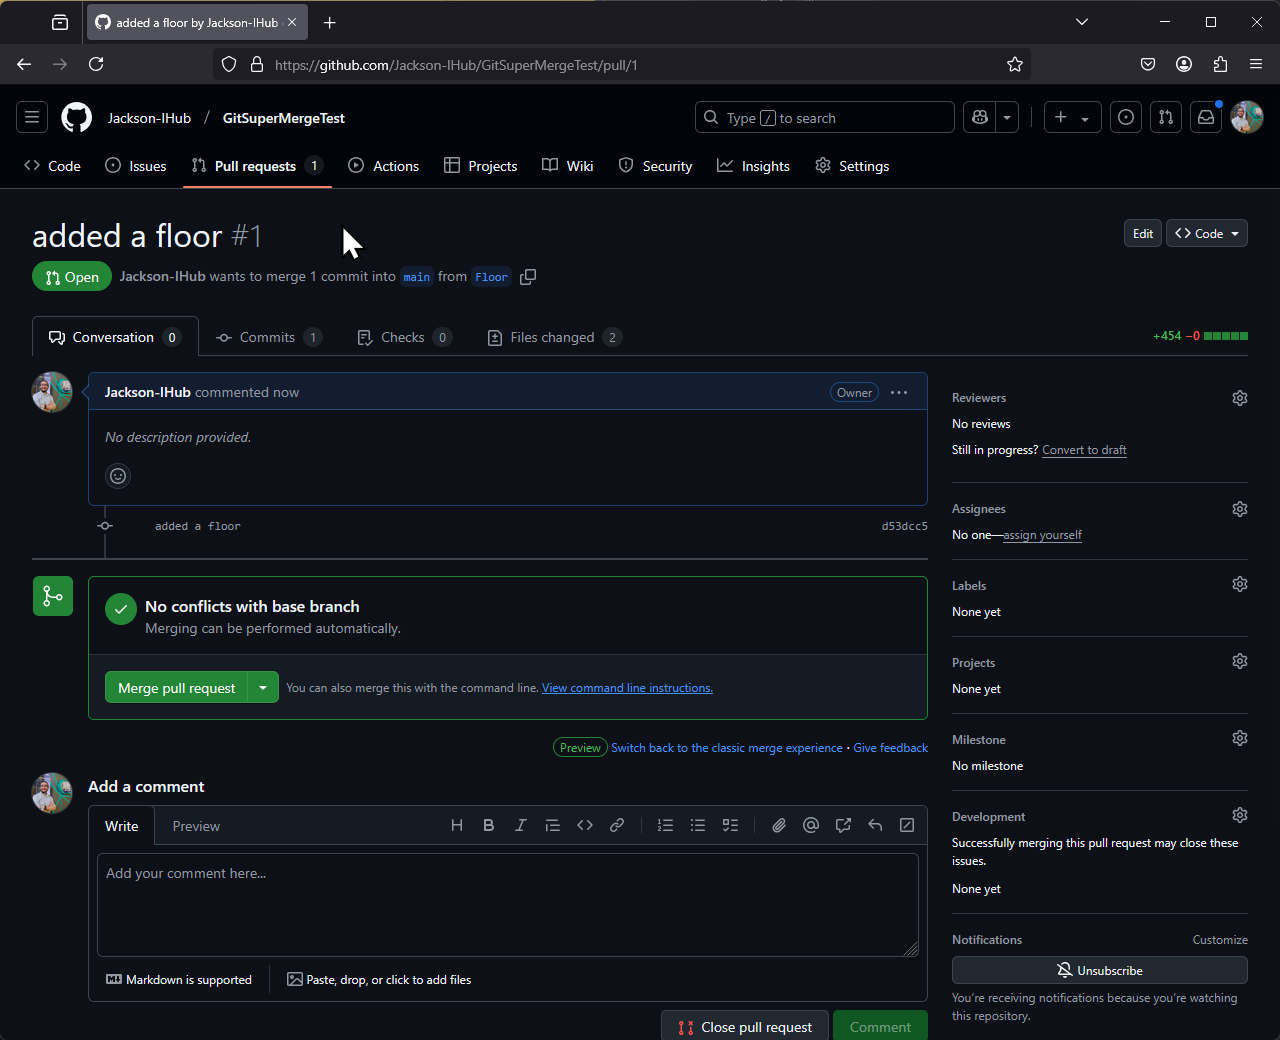 added a floor by Jackson-IHub
https://github.com/Jackson-IHub/GitSuperMergeTest/pull/1
Jackson-IHub / GitSuperMergeTest
Type / to search
Code
Issues
Pull requests 1
Actions
Projects
Wiki
Security
Insights
Settings
added a floor #1
Edit
<> Code
Open
Jackson-IHub wants to merge 1 commit into main from Floor
Conversation 0
Commits 1
Checks 0
Files changed 2
+454 −0
Jackson-IHub commented now
Owner
No description provided.
added a floor
d53dcc5
No conflicts with base branch
Merging can be performed automatically.
Merge pull request
You can also merge this with the command line. View command line instructions.
Preview Switch back to the classic merge experience · Give feedback
Add a comment
Write
Preview
Add your comment here...
Markdown is supported
Paste, drop, or click to add files
Close pull request
Comment
Reviewers
No reviews
Still in progress? Convert to draft
Assignees
No one—assign yourself
Labels
None yet
Projects
None yet
Milestone
No milestone
Development
Successfully merging this pull request may close these
issues.
None yet
Notifications
Customize
Unsubscribe
You're receiving notifications because you're watching
this repository.